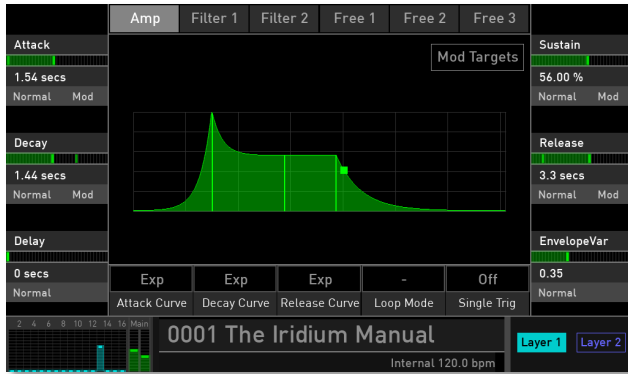 Amp Filter 1 Filter 2 Free 1 Free 2 Free 3
Mod Targets
Attack
1.54 secs
Normal Mod
Decay
1.44 secs
Normal Mod
Delay
0 secs
Normal
Sustain
56.00 %
Normal Mod
Release
3.3 secs
Normal Mod
EnvelopeVar
0.35
Normal
Exp Exp Exp - Off
Attack Curve Decay Curve Release Curve Loop Mode Single Trig
2 4 6 8 10 12 14 16 Main
0001 The Iridium Manual
Internal 120.0 bpm
Layer 1 Layer 2